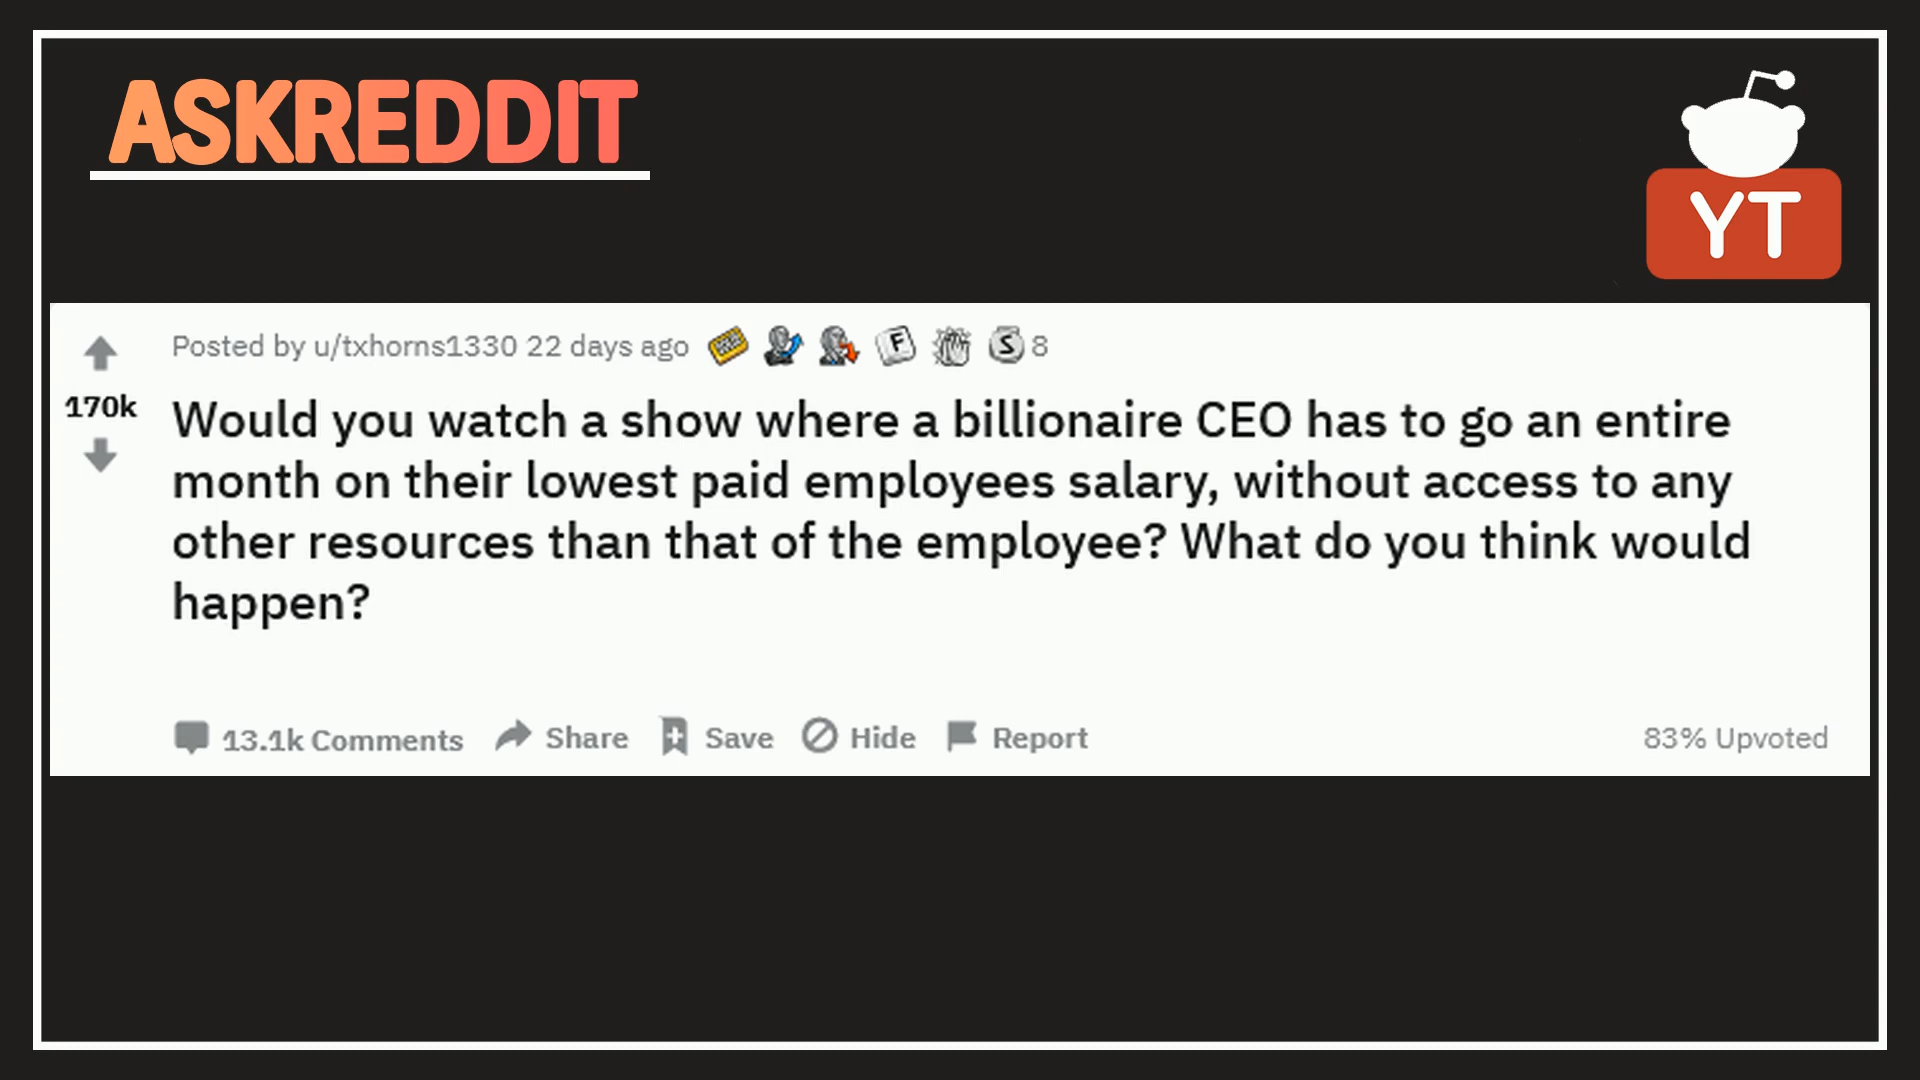 ASKREDDIT
YT
Posted by u/txhorns1330 22 days ago F S 8
170k
Would you watch a show where a billionaire CEO has to go an entire
month on their lowest paid employees salary, without access to any
other resources than that of the employee? What do you think would
happen?
13.1k Comments Share Save Hide Report 83% Upvoted